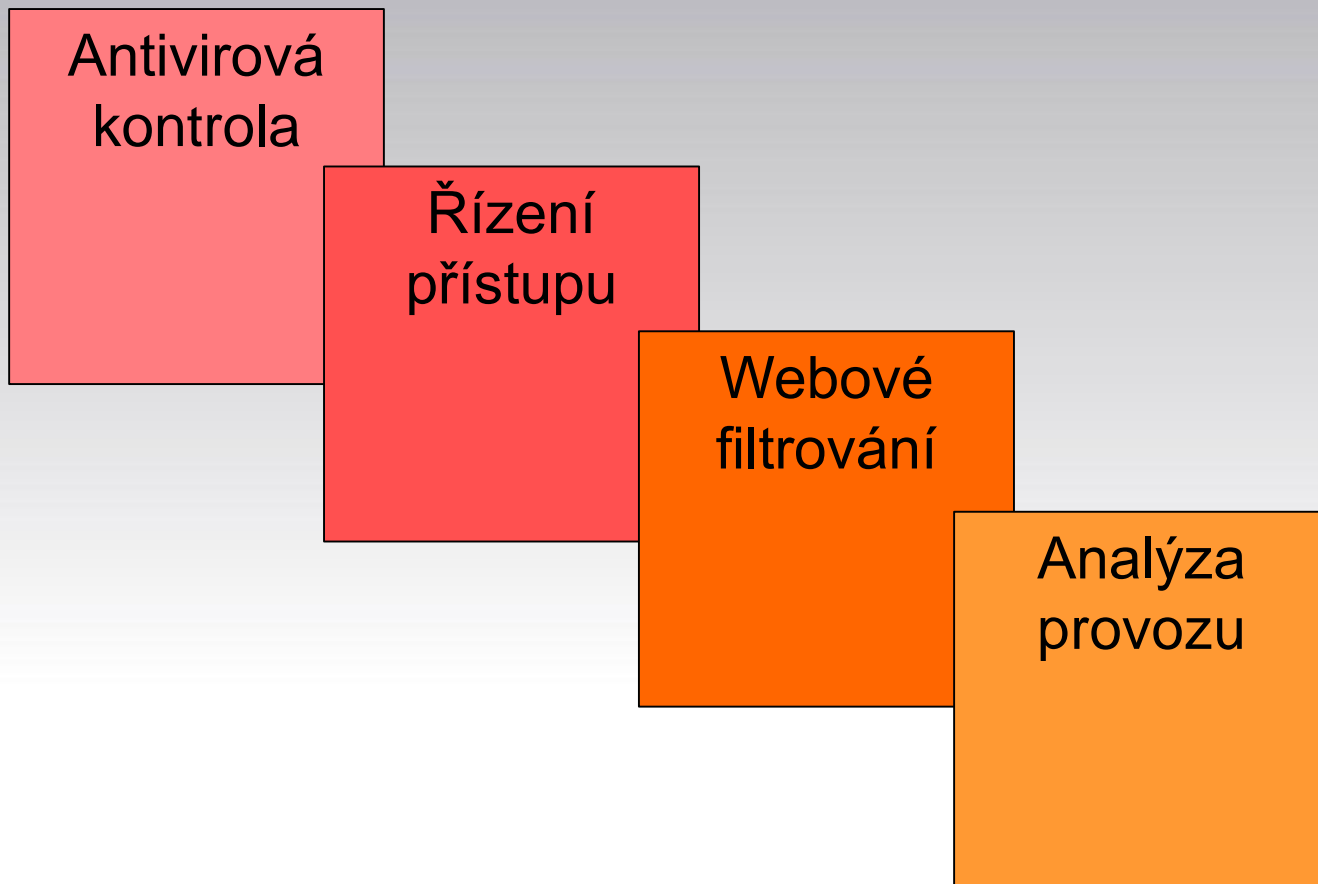 Antivirová
kontrola
Řízení
přístupu
Webové
filtrování
Analýza
provozu